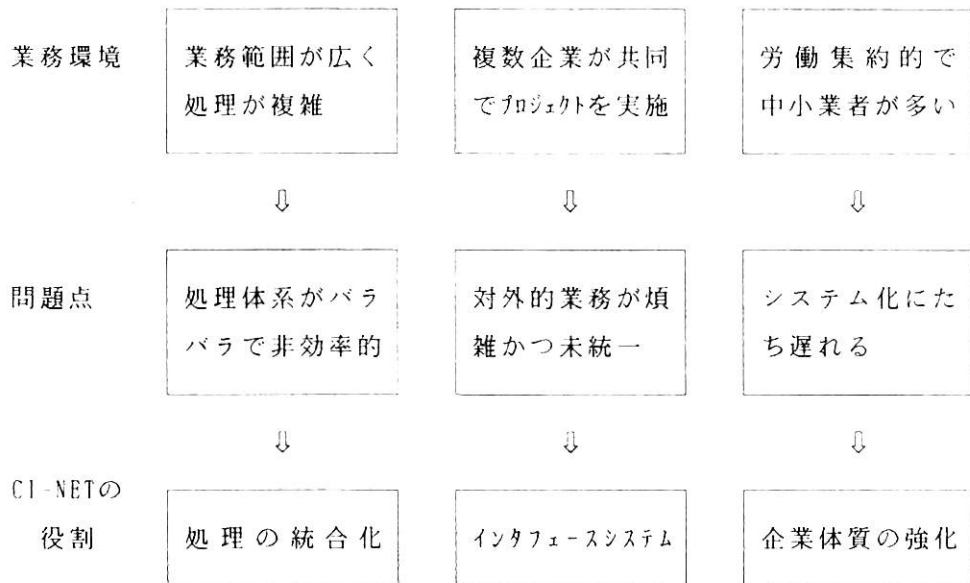 業務環境
業務範囲が広く
処理が複雑
複数企業が共同
でプロジェクトを実施
労働集約的で
中小業者が多い
⇩ ⇩ ⇩
問題点
処理体系がバラ
バラで非効率的
対外的業務が煩
雑かつ未統一
システム化にた
ち遅れる
⇩ ⇩ ⇩
CI-NETの
役割
処理の統合化
インタフェースシステム
企業体質の強化